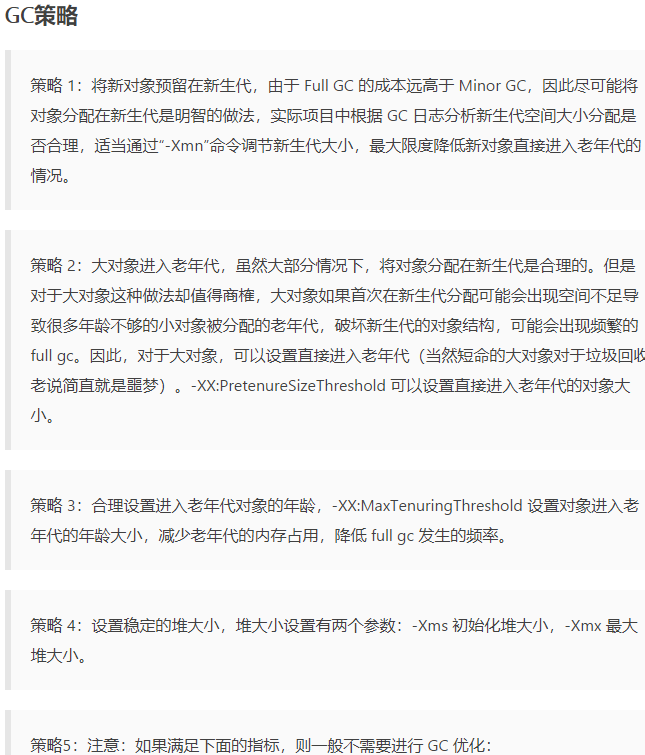 GC策略
策略 1：将新对象预留在新生代，由于 Full GC 的成本远高于 Minor GC，因此尽可能将
对象分配在新生代是明智的做法，实际项目中根据 GC 日志分析新生代空间大小分配是
否合理，适当通过“-Xmn”命令调节新生代大小，最大限度降低新对象直接进入老年代的
情况。
策略 2：大对象进入老年代，虽然大部分情况下，将对象分配在新生代是合理的。但是
对于大对象这种做法却值得商榷，大对象如果首次在新生代分配可能会出现空间不足导
致很多年龄不够的小对象被分配的老年代，破坏新生代的对象结构，可能会出现频繁的
full gc。因此，对于大对象，可以设置直接进入老年代（当然短命的大对象对于垃圾回收
老说简直就是噩梦）。-XX:PretenureSizeThreshold 可以设置直接进入老年代的对象大
小。
策略 3：合理设置进入老年代对象的年龄，-XX:MaxTenuringThreshold 设置对象进入老
年代的年龄大小，减少老年代的内存占用，降低 full gc 发生的频率。
策略 4：设置稳定的堆大小，堆大小设置有两个参数：-Xms 初始化堆大小，-Xmx 最大
堆大小。
策略5：注意：如果满足下面的指标，则一般不需要进行 GC 优化：